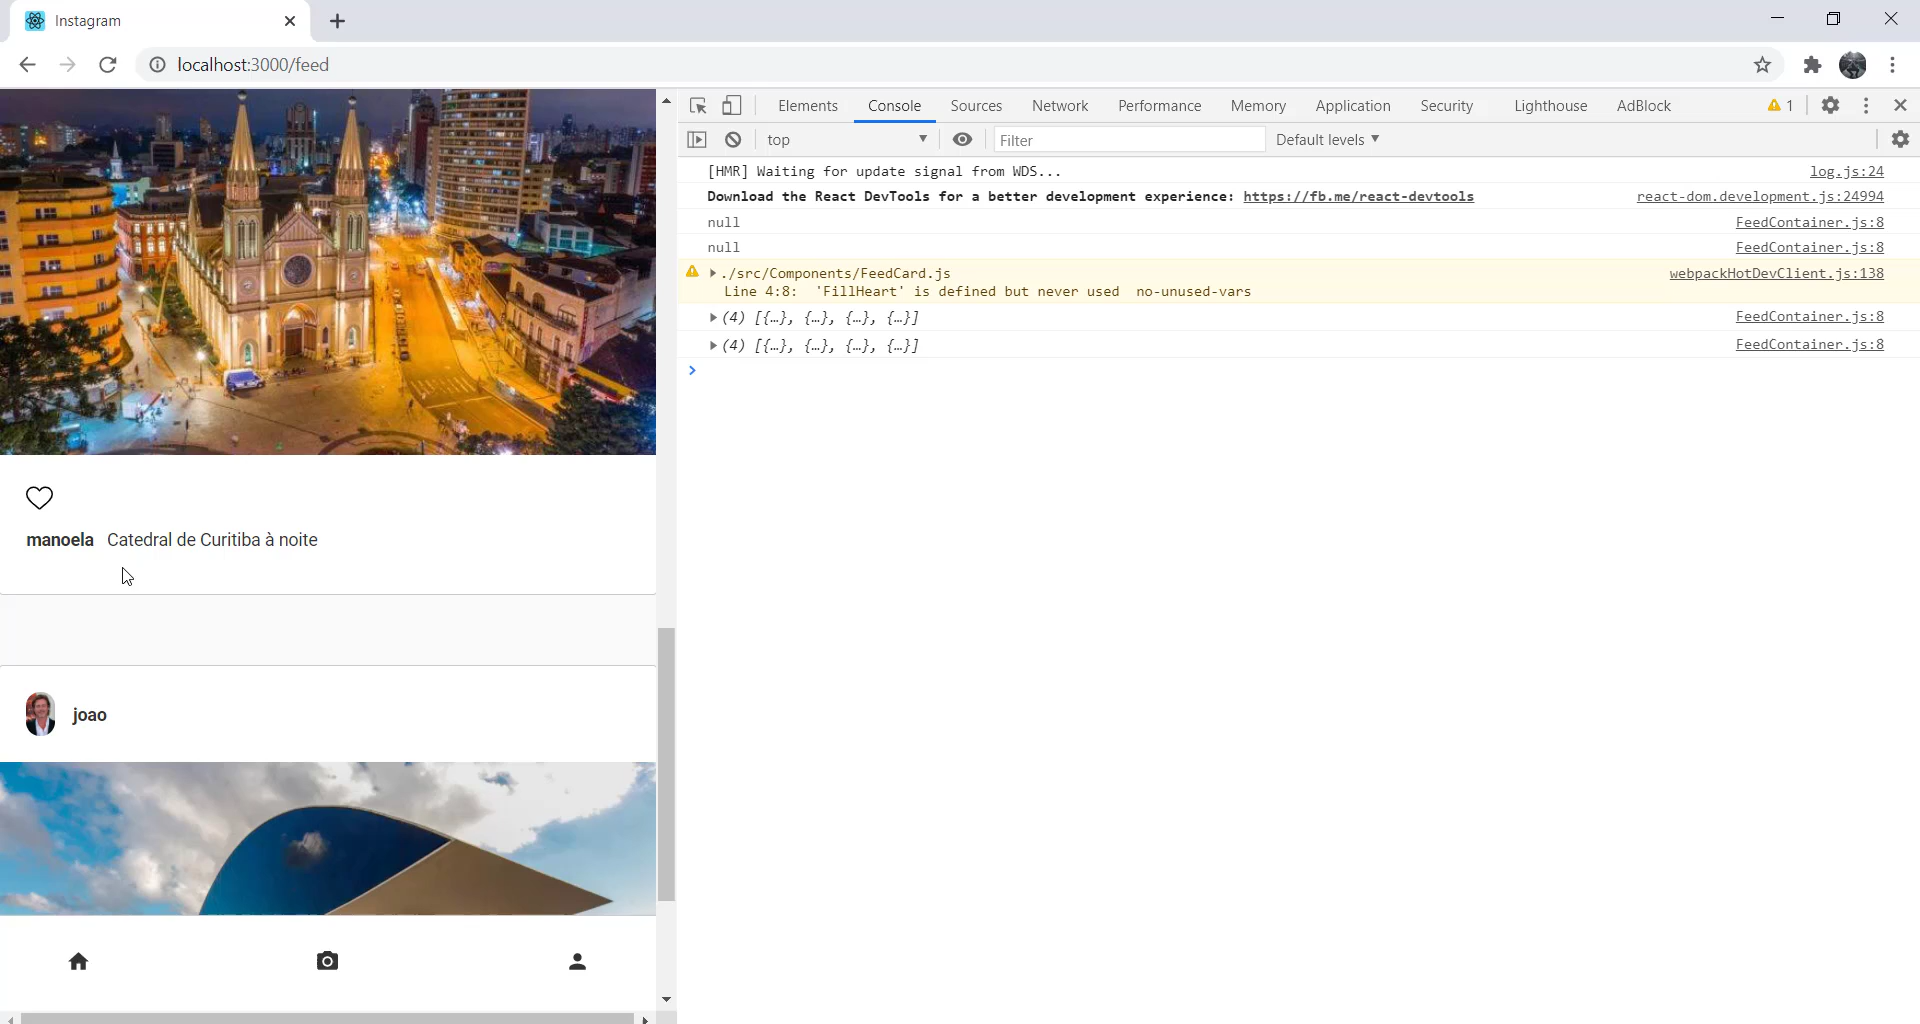 Instagram
localhost:3000/feed
Elements Console Sources Network Performance Memory Application Security Lighthouse AdBlock 1
top Filter Default levels
[HMR] Waiting for update signal from WDS... log.js:24
Download the React DevTools for a better development experience: https://fb.me/react-devtools react-dom.development.js:24994
null FeedContainer.js:8
null FeedContainer.js:8
./src/Components/FeedCard.js webpackHotDevClient.js:138
Line 4:8: 'FillHeart' is defined but never used no-unused-vars
(4) [{…}, {…}, {…}, {…}] FeedContainer.js:8
(4) [{…}, {…}, {…}, {…}] FeedContainer.js:8
manoela Catedral de Curitiba à noite
joao